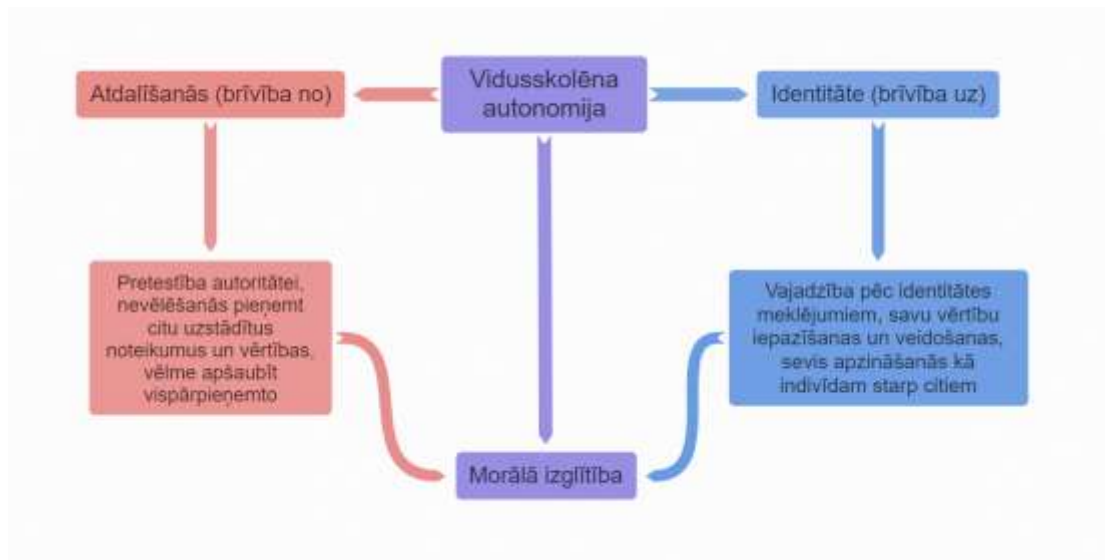 Vidusskolēna
autonomija
Atdalīšanās (brīvība no)
Identitāte (brīvība uz)
Pretestība autoritātei,
nevēlēšanās pieņemt
citu uzstādītus
noteikumus un vērtības,
vēlme apšaubīt
vispārpieņemto
Vajadzība pēc identitātes
meklējumiem, savu vērtību
iepazīšanas un veidošanas,
sevis apzināšanās kā
indivīdam starp citiem
Morālā izglītība